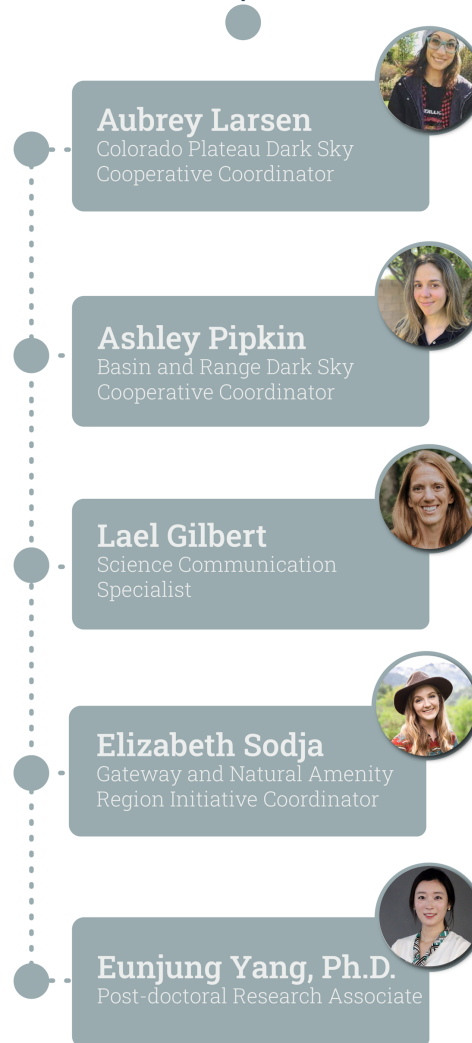 Aubrey Larsen
Colorado Plateau Dark Sky
Cooperative Coordinator
Ashley Pipkin
Basin and Range Dark Sky
Cooperative Coordinator
Lael Gilbert
Science Communication
Specialist
Elizabeth Sodja
Gateway and Natural Amenity
Region Initiative Coordinator
Eunjung Yang, Ph.D.
Post-doctoral Research Associate